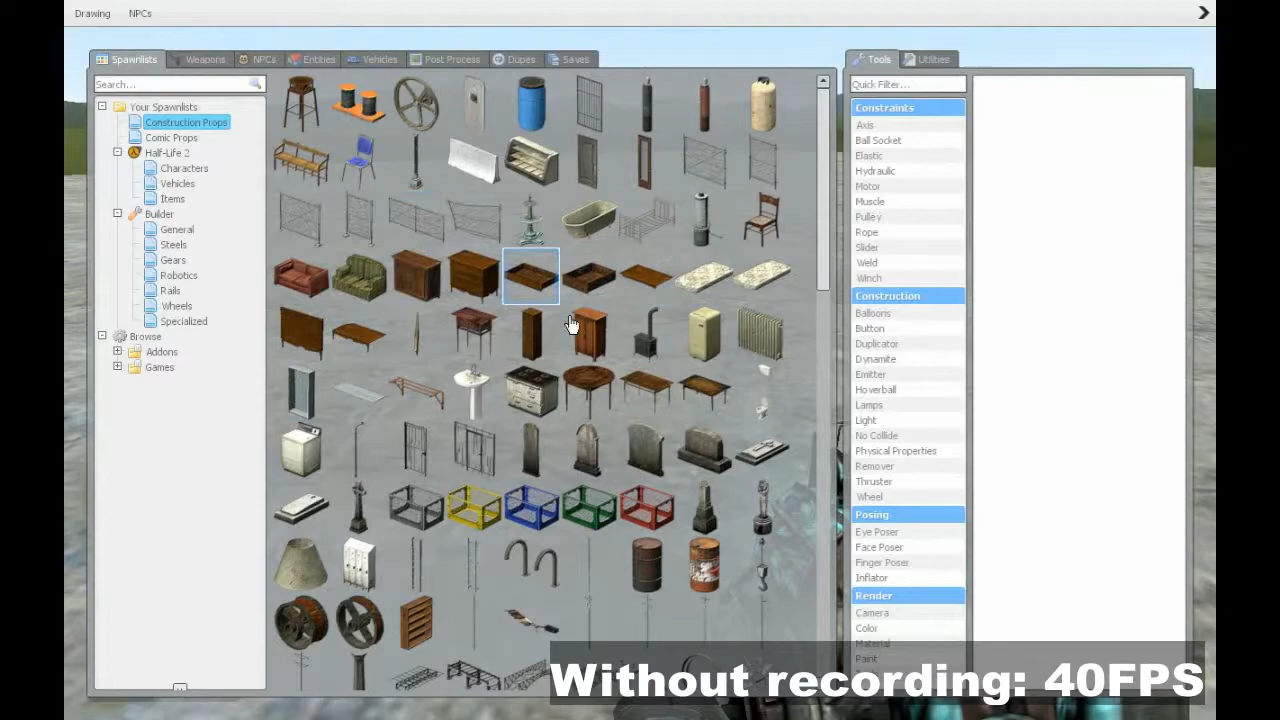 Drawing NPCs
Spawnlists Weapons NPCs Entities Vehicles Post Process Dupes Saves
Tools Utilities
Search...
Quick Filter...
Your Spawnlists
Construction Props
Comic Props
Half-Life 2
Characters
Vehicles
Items
Builder
General
Steels
Gears
Robotics
Rails
Wheels
Specialized
Browse
Addons
Games
Constraints
Axis
Ball Socket
Elastic
Hydraulic
Motor
Muscle
Pulley
Rope
Slider
Weld
Winch
Construction
Balloons
Button
Duplicator
Dynamite
Emitter
Hoverball
Lamps
Light
No Collide
Physical Properties
Remover
Thruster
Wheel
Posing
Eye Poser
Face Poser
Finger Poser
Inflator
Render
Camera
Color
Material
Paint
Without recording: 40FPS